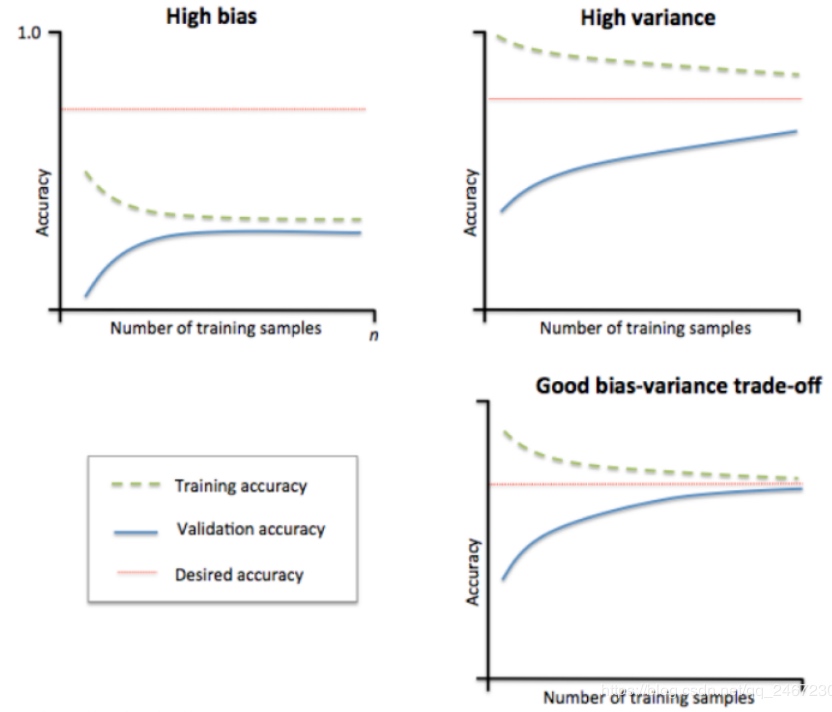 High bias
1.0
Accuracy
Number of training samples
n
High variance
Accuracy
Number of training samples
Training accuracy
Validation accuracy
Desired accuracy
Good bias-variance trade-off
Accuracy
Number of training samples